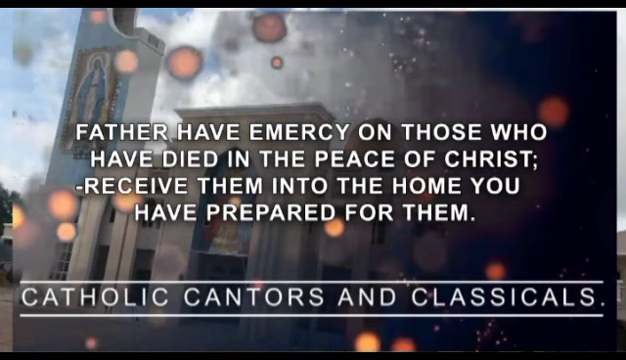 FATHER HAVE EMERCY ON THOSE WHO
HAVE DIED IN THE PEACE OF CHRIST;
-RECEIVE THEM INTO THE HOME YOU
HAVE PREPARED FOR THEM.
CATHOLIC CANTORS AND CLASSICALS.